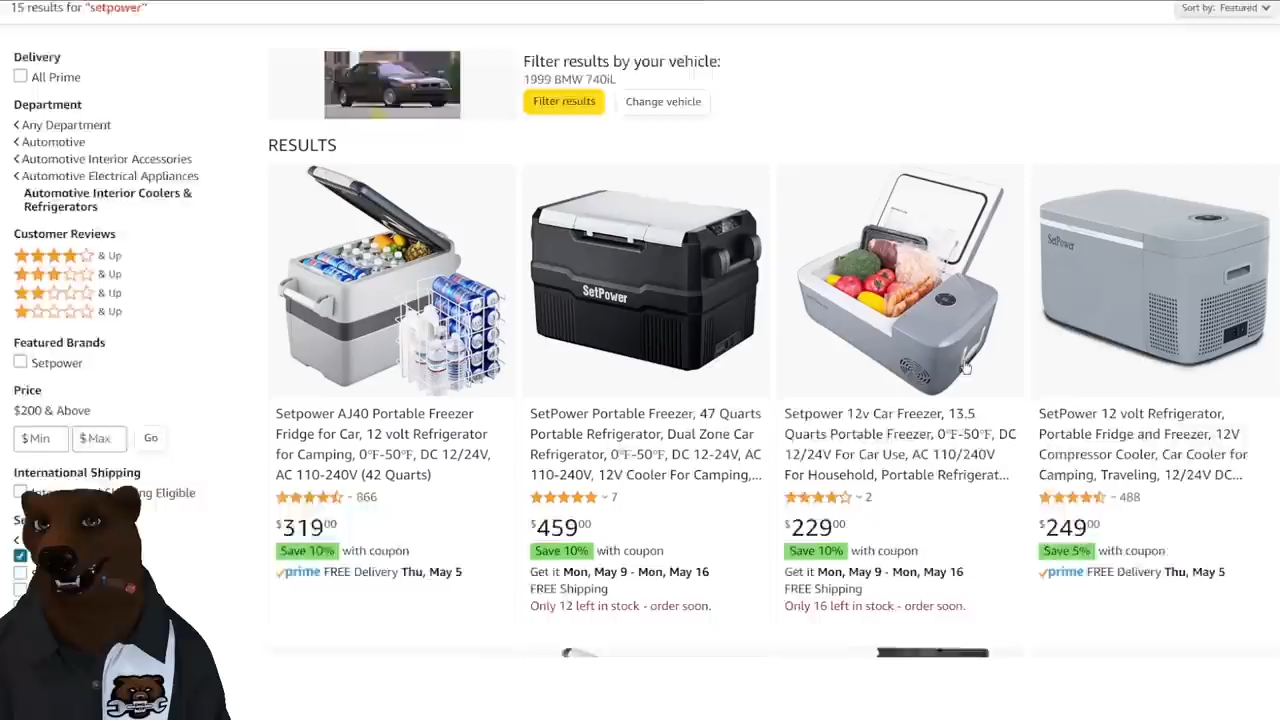 15 results for "setpower"
Sort by: Featured
Delivery
All Prime
Department
Any Department
Automotive
Automotive Interior Accessories
Automotive Electrical Appliances
Automotive Interior Coolers &
Refrigerators
Customer Reviews
& Up
& Up
& Up
& Up
Featured Brands
Setpower
Price
$200 & Above
$ Min
$ Max
Go
International Shipping
International Shipping Eligible
Filter results by your vehicle:
1999 BMW 740iL
Filter results
Change vehicle
RESULTS
SetPower
SetPower
Setpower AJ40 Portable Freezer
Fridge for Car, 12 volt Refrigerator
for Camping, 0℉-50℉, DC 12/24V,
AC 110-240V (42 Quarts)
866
$31900
Save 10% with coupon
prime FREE Delivery Thu, May 5
SetPower Portable Freezer, 47 Quarts
Portable Refrigerator, Dual Zone Car
Refrigerator, 0℉-50℉, DC 12-24V, AC
110-240V, 12V Cooler For Camping,...
7
$45900
Save 10% with coupon
Get it Mon, May 9 - Mon, May 16
FREE Shipping
Only 12 left in stock - order soon.
Setpower 12v Car Freezer, 13.5
Quarts Portable Freezer, 0℉-50℉, DC
12/24V For Car Use, AC 110/240V
For Household, Portable Refrigerat...
2
$22900
Save 10% with coupon
Get it Mon, May 9 - Mon, May 16
FREE Shipping
Only 16 left in stock - order soon.
SetPower 12 volt Refrigerator,
Portable Fridge and Freezer, 12V
Compressor Cooler, Car Cooler for
Camping, Traveling, 12/24V DC...
488
$24900
Save 5% with coupon
prime FREE Delivery Thu, May 5